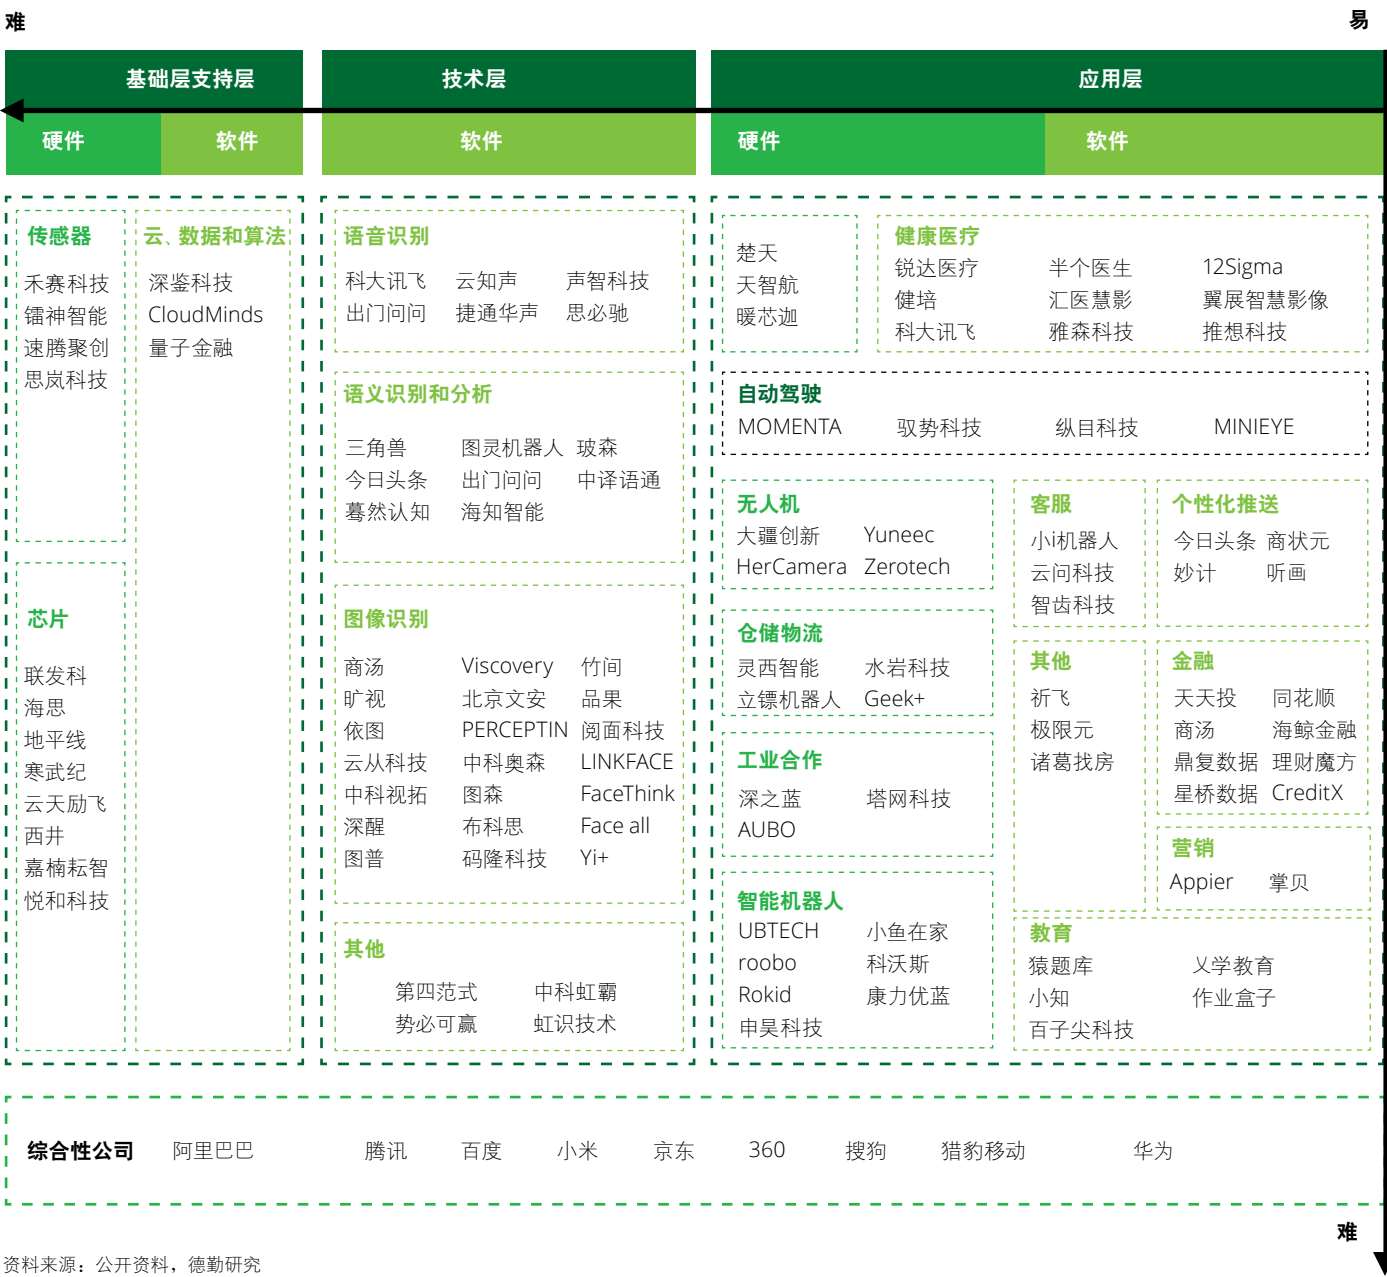 难
易
基础层支持层
技术层
应用层
硬件
软件
软件
硬件
软件
传感器
禾赛科技
镭神智能
速腾聚创
思岚科技
芯片
联发科
海思
地平线
寒武纪
云天励飞
西井
嘉楠耘智
悦和科技
云、数据和算法
深鉴科技
CloudMinds
量子金融
语音识别
科大讯飞 云知声 声智科技
出门问问 捷通华声 思必驰
语义识别和分析
三角兽 图灵机器人 玻森
今日头条 出门问问 中译语通
蓦然认知 海知智能
图像识别
商汤 Viscovery 竹间
旷视 北京文安 品果
依图 PERCEPTIN 阅面科技
云从科技 中科奥森 LINKFACE
中科视拓 图森 FaceThink
深醒 布科思 Face all
图普 码隆科技 Yi+
其他
第四范式 中科虹霸
势必可赢 虹识技术
楚天
天智航
暖芯迦
健康医疗
锐达医疗 半个医生 12Sigma
健培 汇医慧影 翼展智慧影像
科大讯飞 雅森科技 推想科技
自动驾驶
MOMENTA 驭势科技 纵目科技 MINIEYE
无人机
大疆创新 Yuneec
HerCamera Zerotech
仓储物流
灵西智能 水岩科技
立镖机器人 Geek+
工业合作
深之蓝 塔网科技
AUBO
智能机器人
UBTECH 小鱼在家
roobo 科沃斯
Rokid 康力优蓝
申昊科技
客服
小i机器人
云问科技
智齿科技
个性化推送
今日头条 商状元
妙计 听画
其他
祈飞
极限元
诸葛找房
金融
天天投 同花顺
商汤 海鲸金融
鼎复数据 理财魔方
星桥数据 CreditX
营销
Appier 掌贝
教育
猿题库 乂学教育
小知 作业盒子
百子尖科技
综合性公司 阿里巴巴 腾讯 百度 小米 京东 360 搜狗 猎豹移动 华为
难
资料来源：公开资料，德勤研究